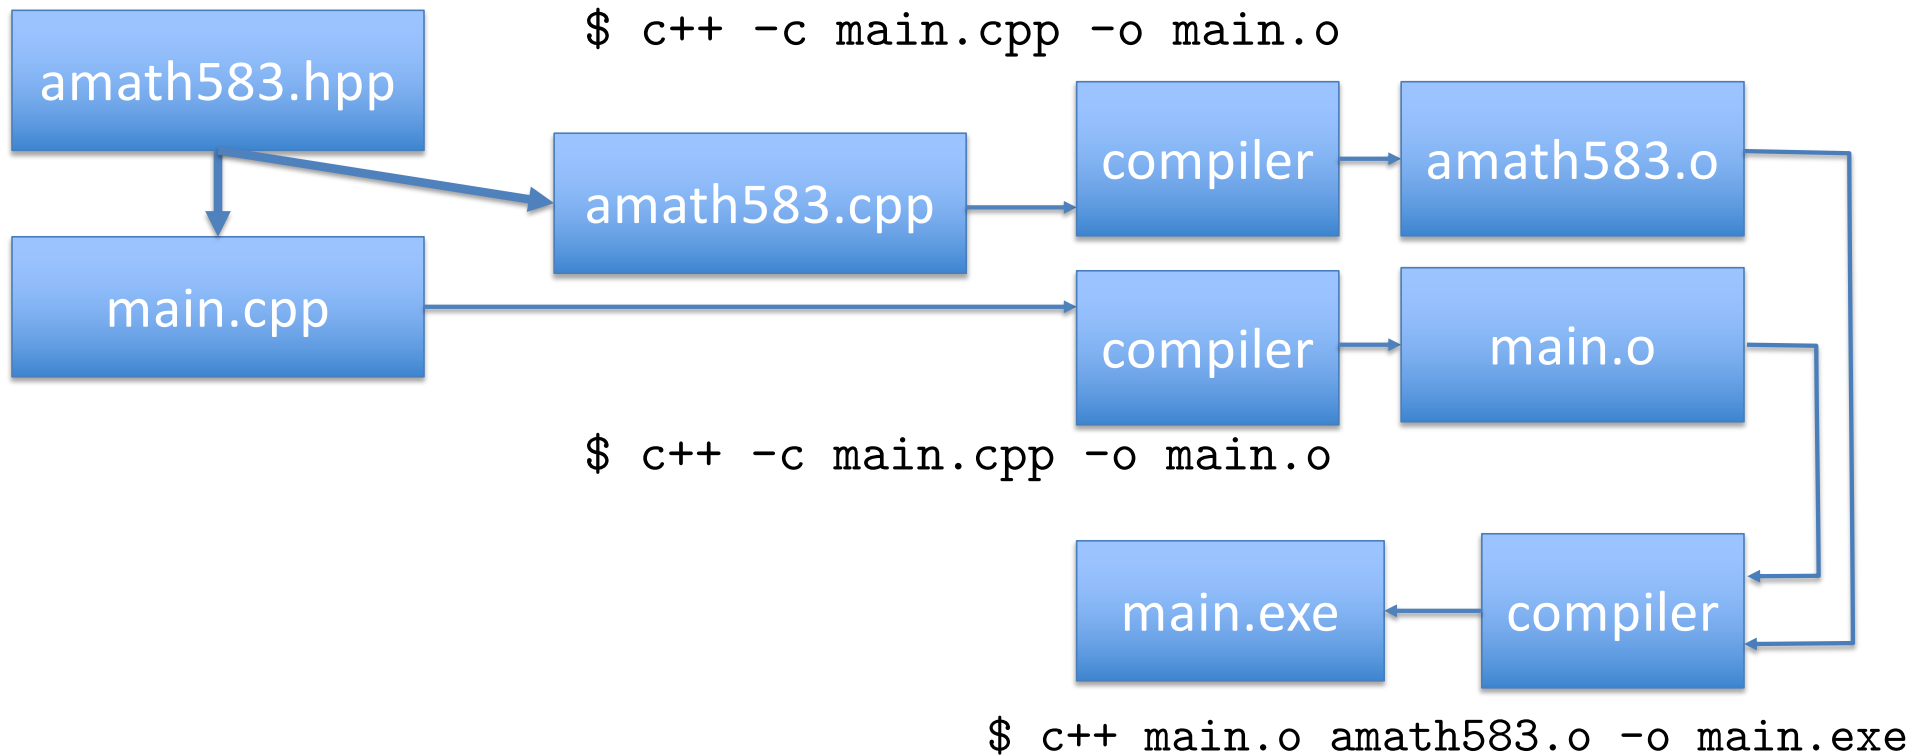 $ c++ -c main.cpp -o main.o
amath583.hpp
amath583.cpp
compiler
amath583.o
main.cpp
compiler
main.o
$ c++ -c main.cpp -o main.o
main.exe
compiler
$ c++ main.o amath583.o -o main.exe